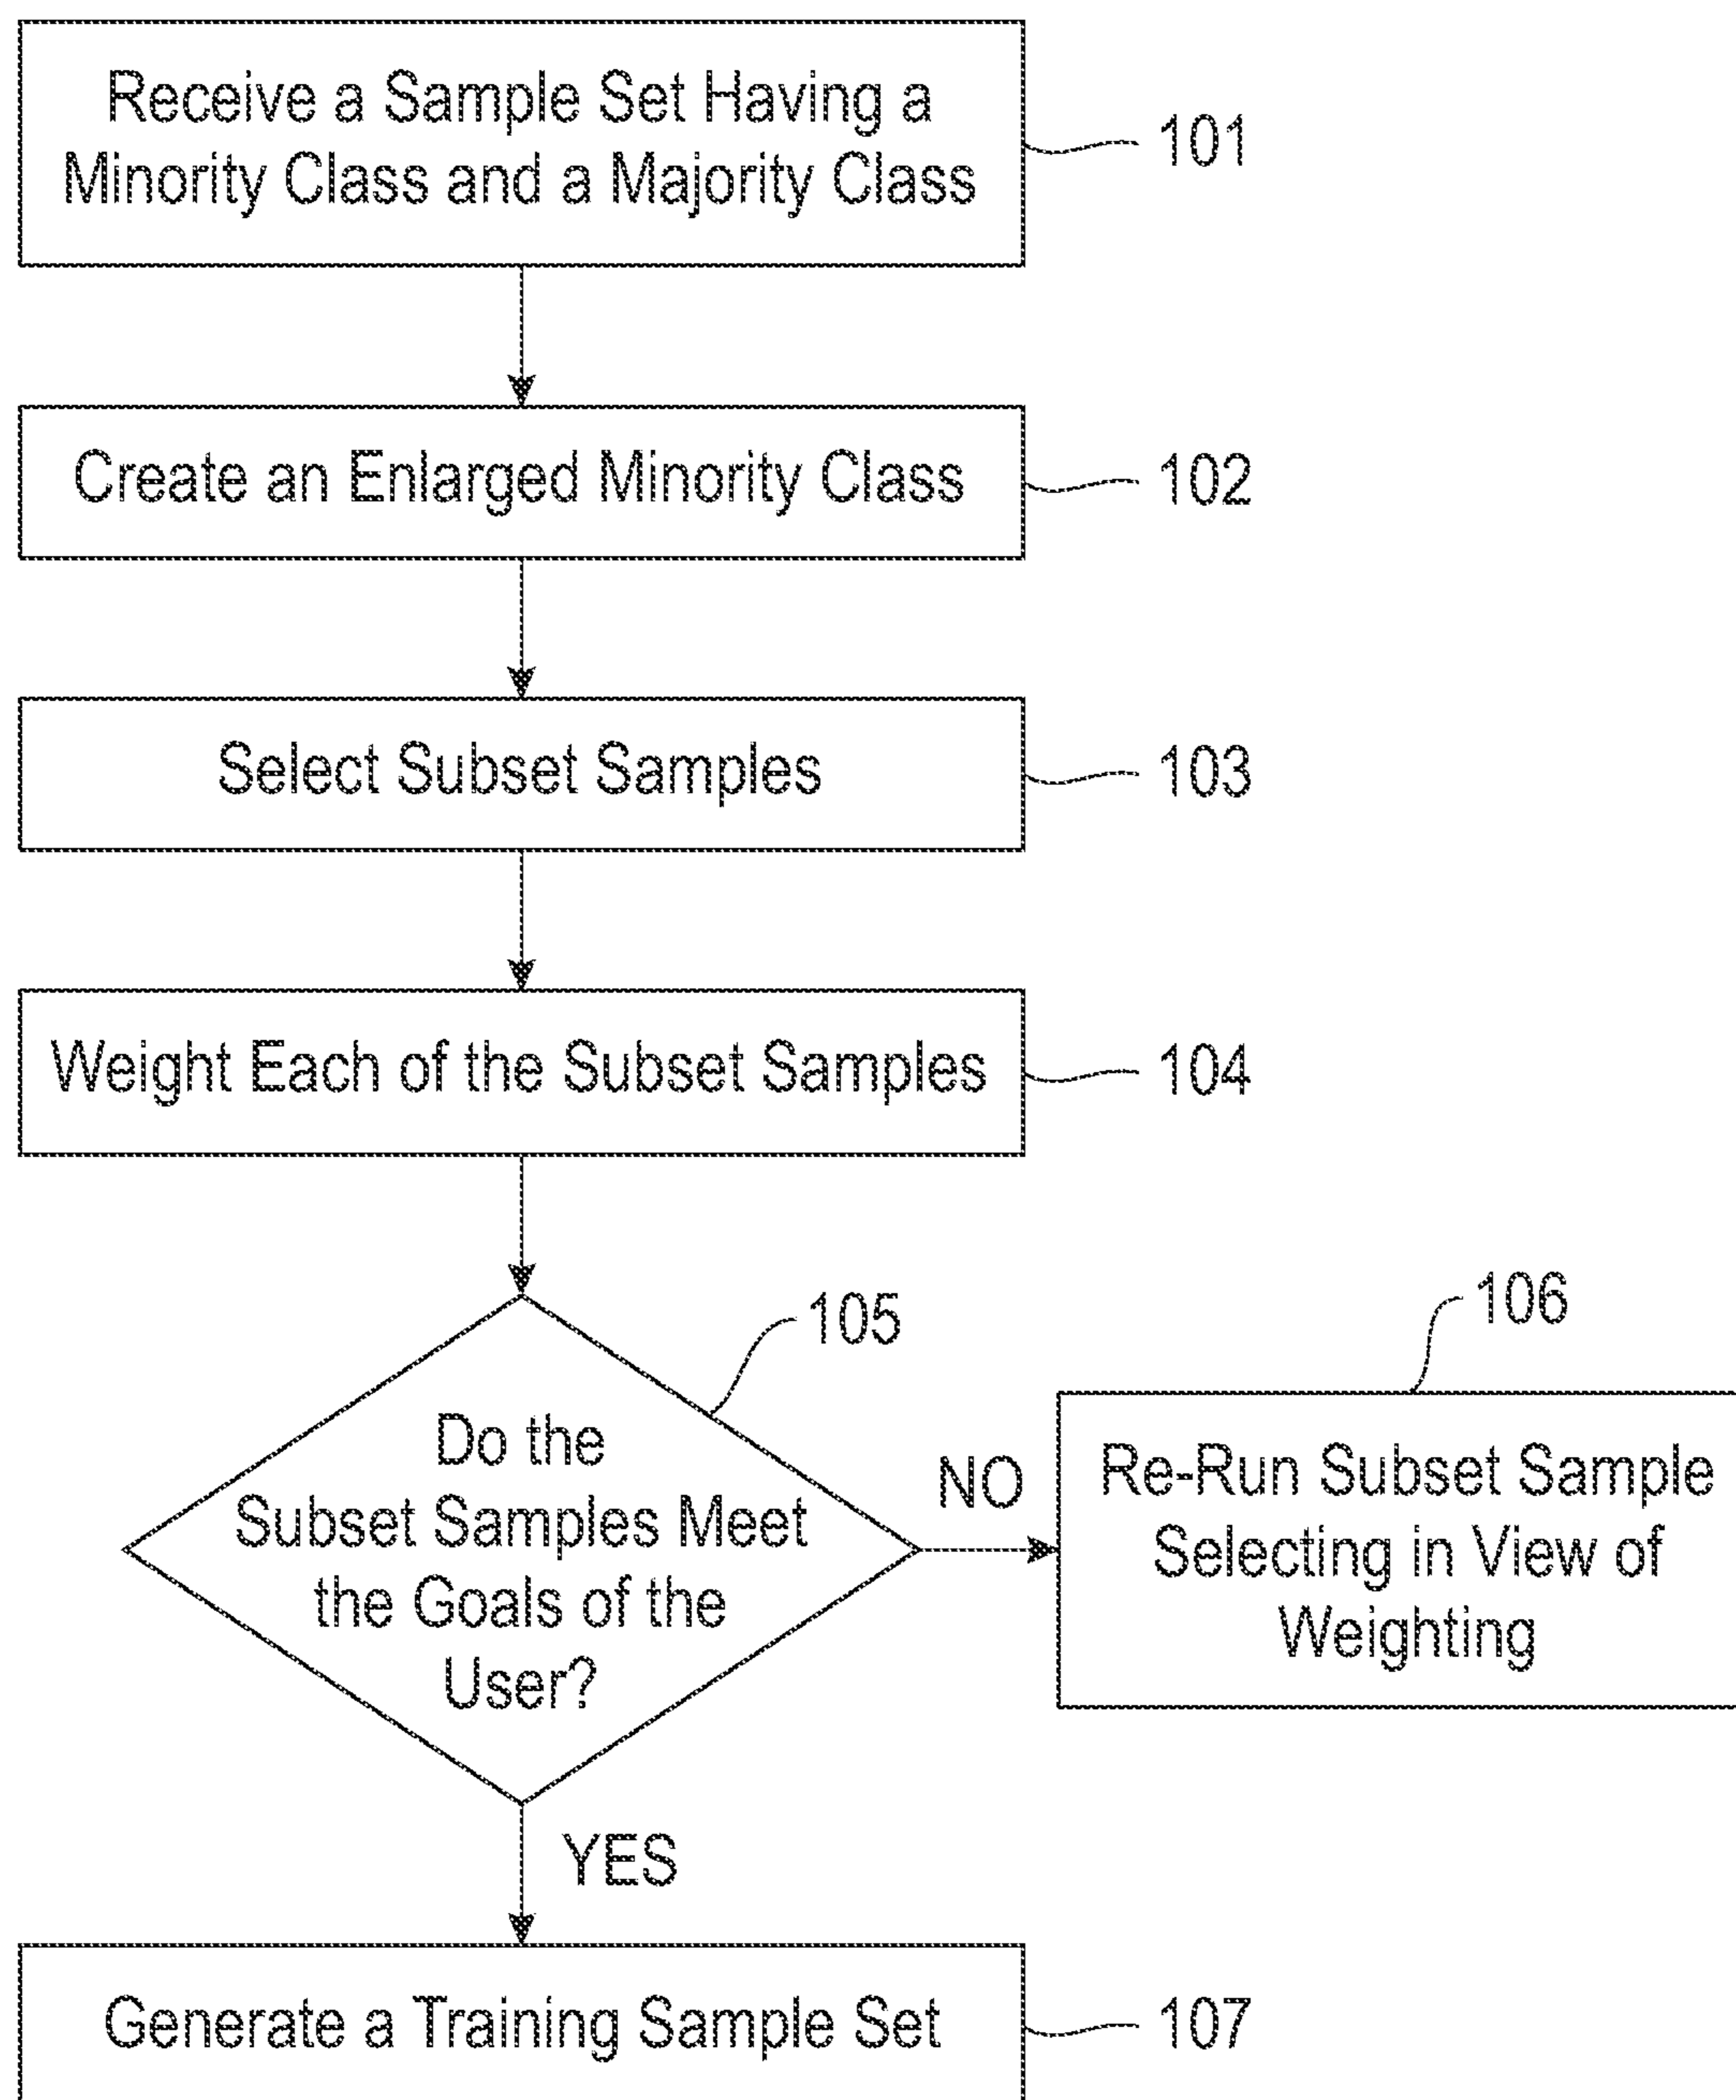 Receive a Sample Set Having a
Minority Class and a Majority Class
101
Create an Enlarged Minority Class
102
Select Subset Samples
103
Weight Each of the Subset Samples
104
Do the
Subset Samples Meet
the Goals of the
User?
105
NO
Re-Run Subset Sample
Selecting in View of
Weighting
106
YES
Generate a Training Sample Set
107